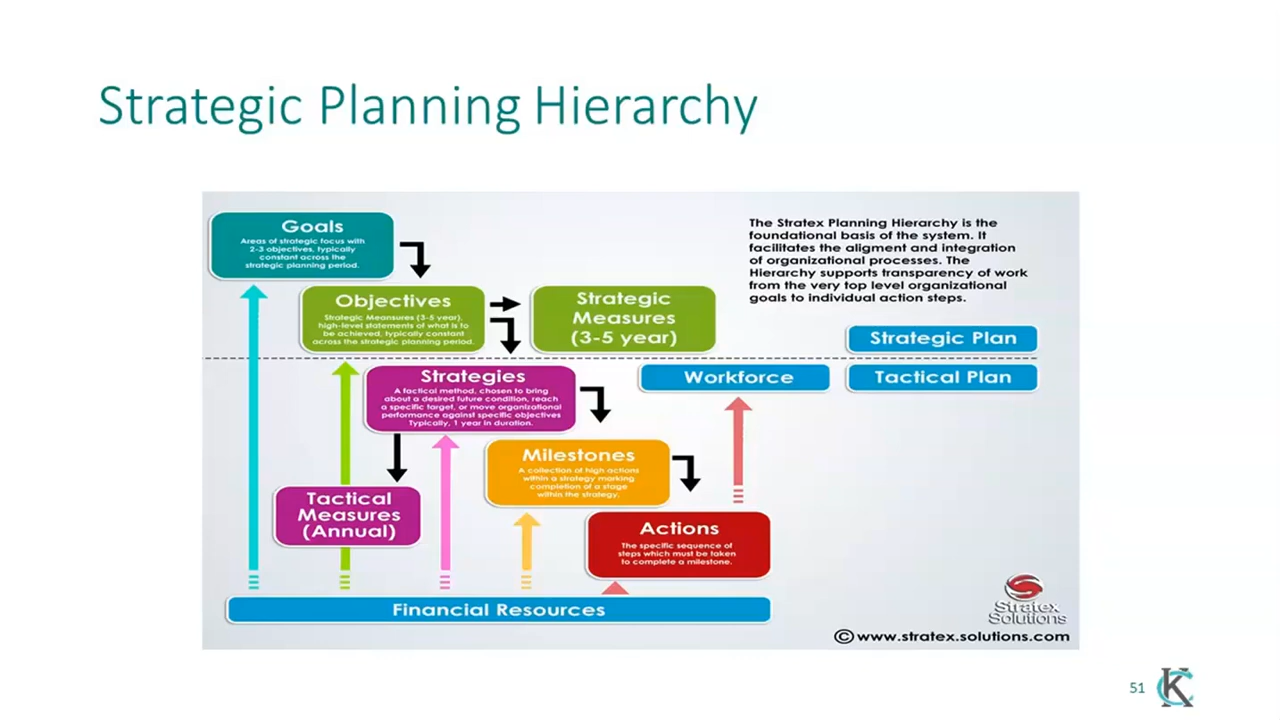 Strategic Planning Hierarchy
Goals
Areas of strategic focus with
2-3 objectives, typically
constant across the
strategic planning period.
The Stratex Planning Hierarchy is the
foundational basis of the system. It
facilitates the aligment and integration
of organizational processes. The
Hierarchy supports transparency of work
from the very top level organizational
goals to individual action steps.
Objectives
Strategic Meansures (3-5 year),
high-level statements of what is to
be achieved, typically constant
across the strategic planning period.
Strategic
Measures
(3-5 year)
Strategic Plan
Strategies
A tactical method, chosen to bring
about a desired future condition, reach
a specific target, or move organizational
performance against specific objectives
Typically, 1 year in duration.
Workforce
Tactical Plan
Milestones
A collection of high actions
within a strategy marking
completion of a stage
within the strategy.
Tactical
Measures
(Annual)
Actions
The specific sequence of
steps which must be taken
to complete a milestone.
Financial Resources
Stratex
Solutions
© www.stratex.solutions.com
51
KC